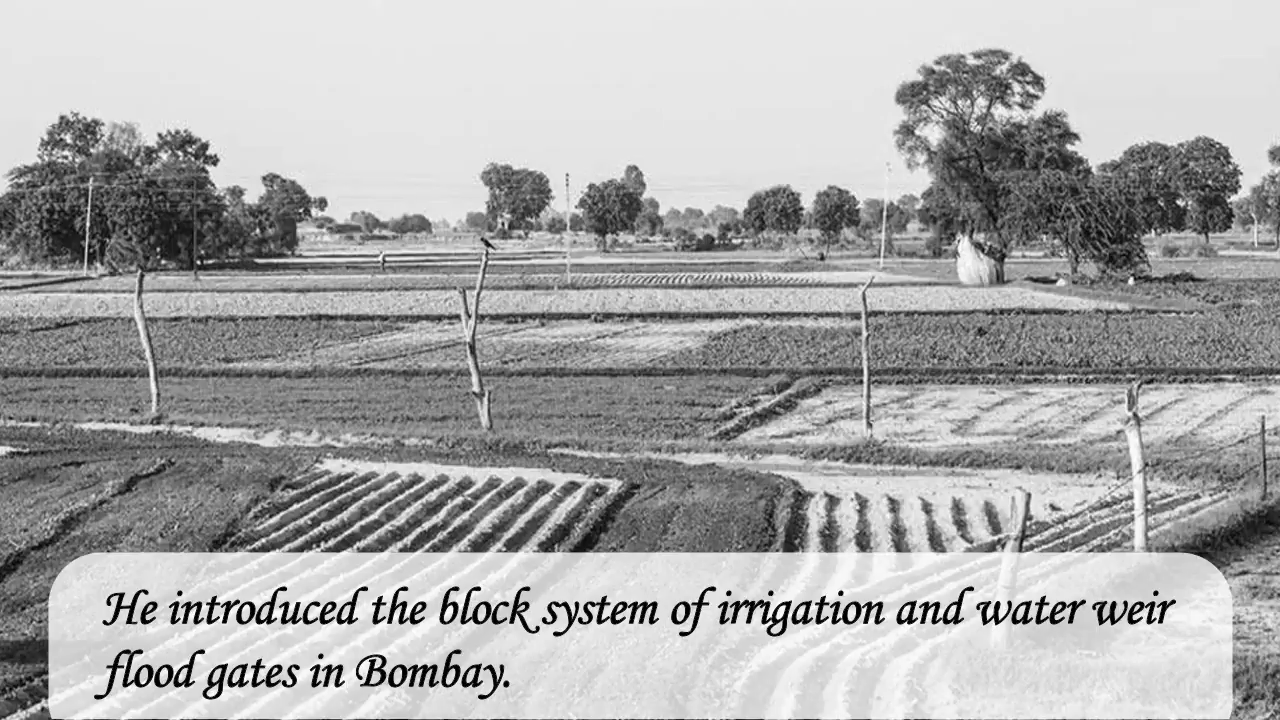 He introduced the block system of irrigation and water weir
flood gates in Bombay.